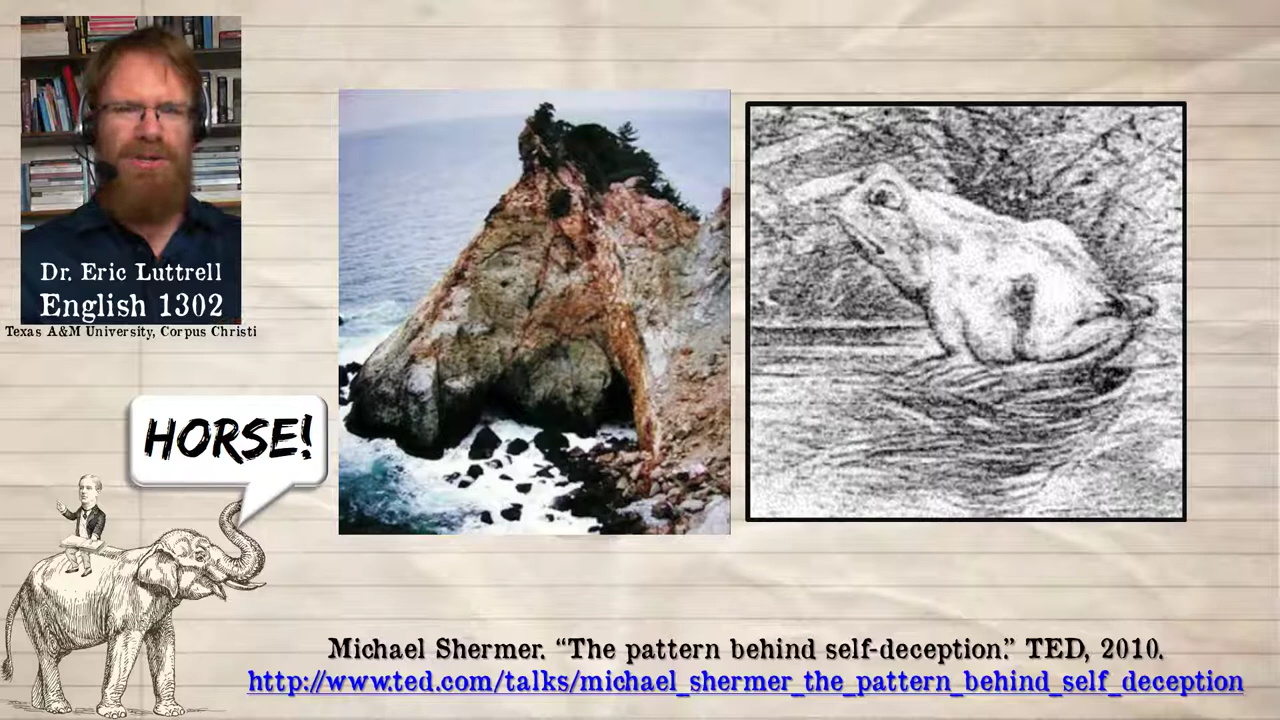 Dr. Eric Luttrell
English 1302
Texas A&M University, Corpus Christi
HORSE!
Michael Shermer. “The pattern behind self-deception.” TED, 2010.
http://www.ted.com/talks/michael_shermer_the_pattern_behind_self_deception